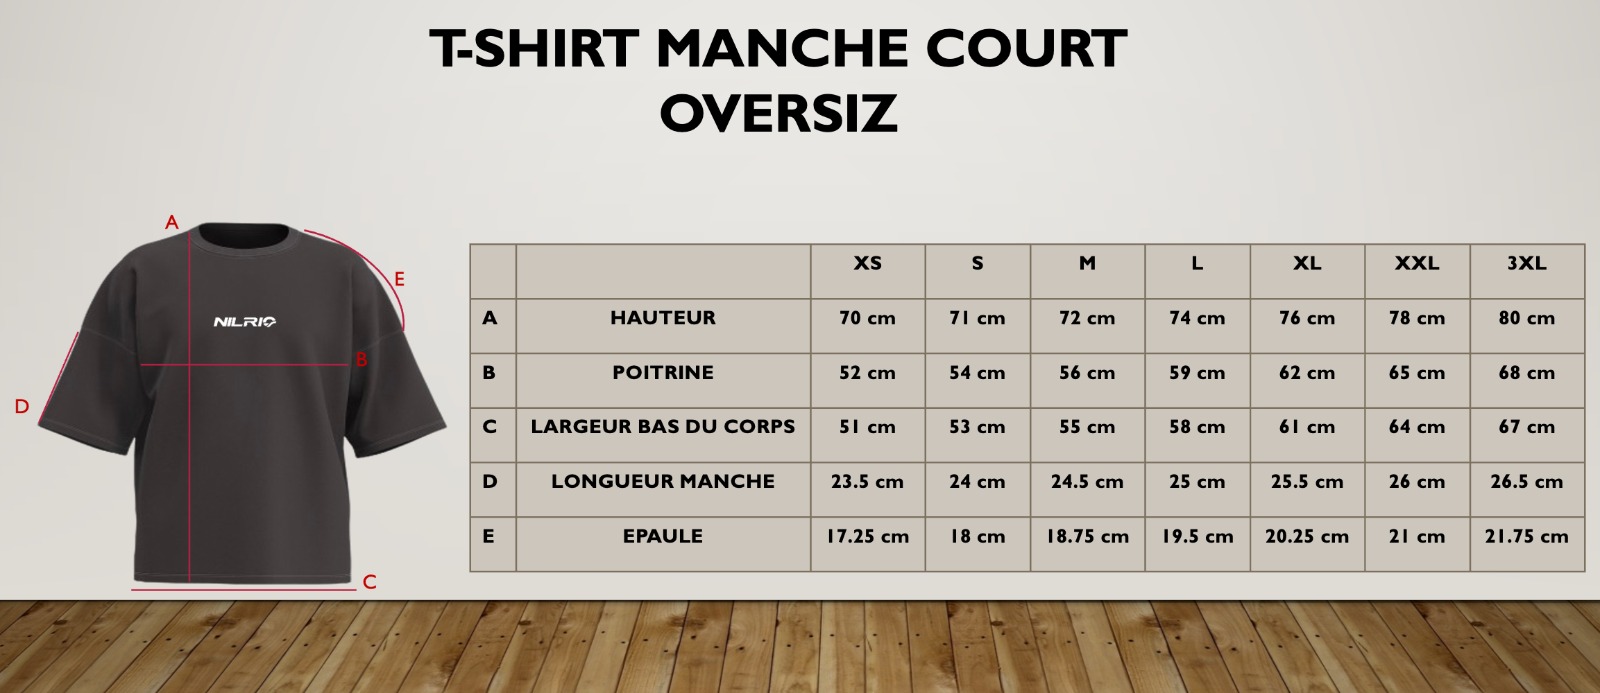 T-SHIRT MANCHE COURT
OVERSIZ
A
E
NILRIO
B
D
C
XS S M L XL XXL 3XL
A HAUTEUR 70 cm 71 cm 72 cm 74 cm 76 cm 78 cm 80 cm
B POITRINE 52 cm 54 cm 56 cm 59 cm 62 cm 65 cm 68 cm
C LARGEUR BAS DU CORPS 51 cm 53 cm 55 cm 58 cm 61 cm 64 cm 67 cm
D LONGUEUR MANCHE 23.5 cm 24 cm 24.5 cm 25 cm 25.5 cm 26 cm 26.5 cm
E EPAULE 17.25 cm 18 cm 18.75 cm 19.5 cm 20.25 cm 21 cm 21.75 cm